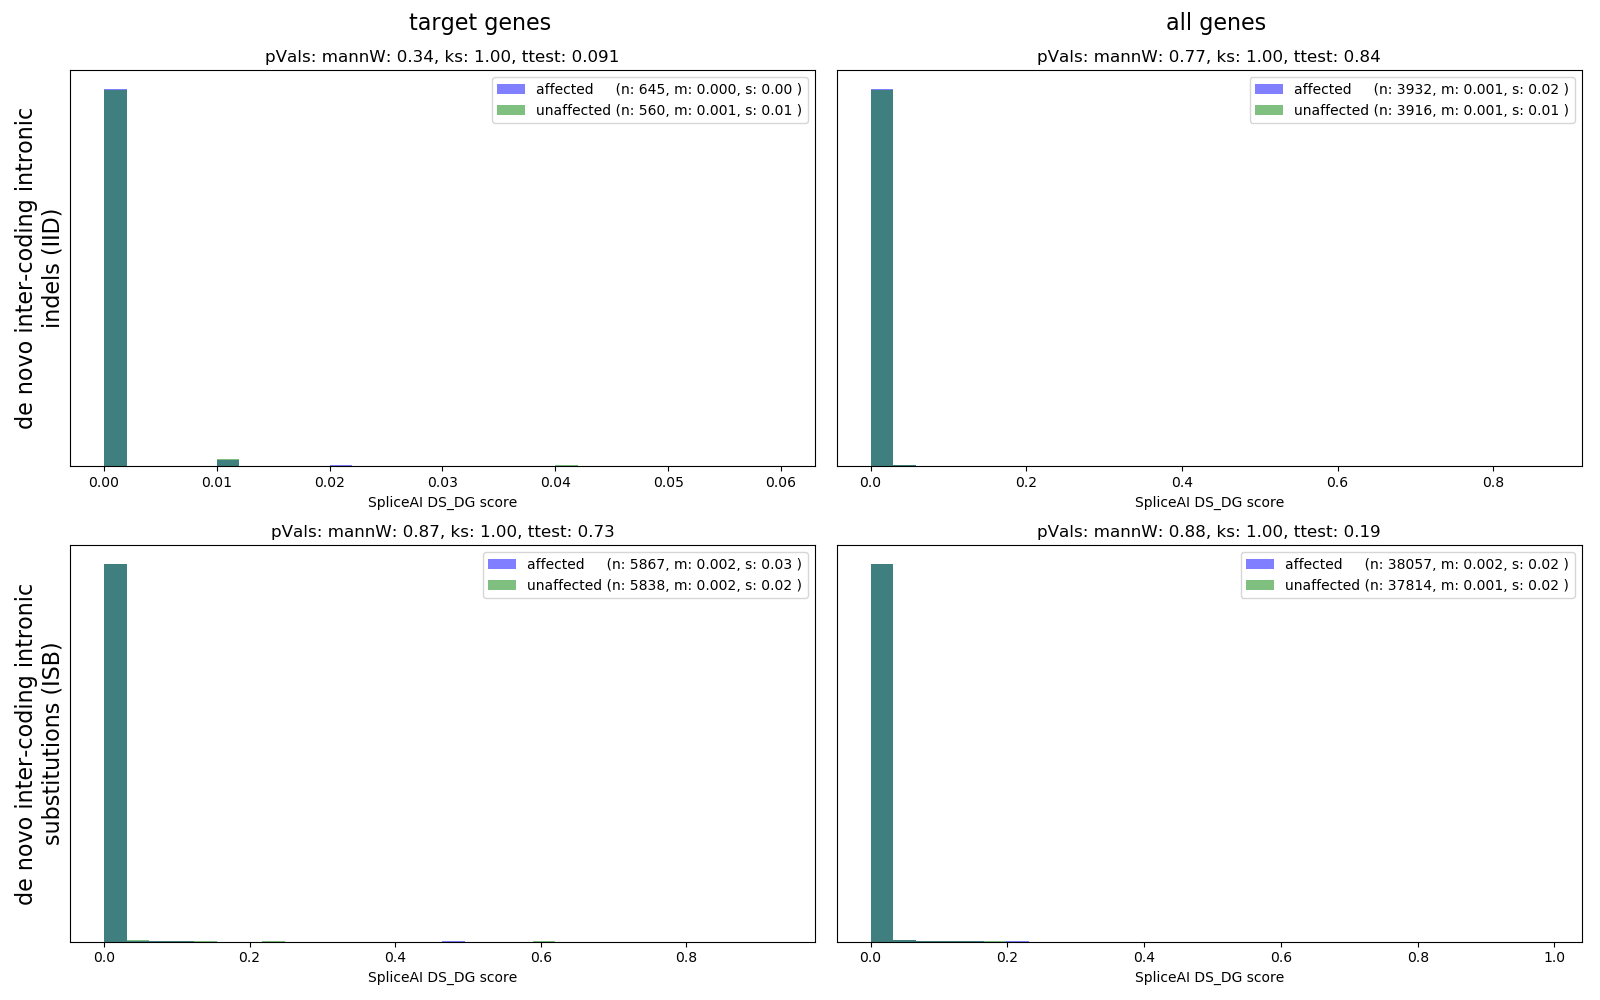 target genes
all genes
pVals: mannW: 0.34, ks: 1.00, ttest: 0.091
pVals: mannW: 0.77, ks: 1.00, ttest: 0.84
de novo inter-coding intronic
indels (IID)
affected (n: 645, m: 0.000, s: 0.00 )
unaffected (n: 560, m: 0.001, s: 0.01 )
0.00 0.01 0.02 0.03 0.04 0.05 0.06
SpliceAI DS_DG score
affected (n: 3932, m: 0.001, s: 0.02 )
unaffected (n: 3916, m: 0.001, s: 0.01 )
0.0 0.2 0.4 0.6 0.8
SpliceAI DS_DG score
pVals: mannW: 0.87, ks: 1.00, ttest: 0.73
pVals: mannW: 0.88, ks: 1.00, ttest: 0.19
de novo inter-coding intronic
substitutions (ISB)
affected (n: 5867, m: 0.002, s: 0.03 )
unaffected (n: 5838, m: 0.002, s: 0.02 )
0.0 0.2 0.4 0.6 0.8
SpliceAI DS_DG score
affected (n: 38057, m: 0.002, s: 0.02 )
unaffected (n: 37814, m: 0.001, s: 0.02 )
0.0 0.2 0.4 0.6 0.8 1.0
SpliceAI DS_DG score